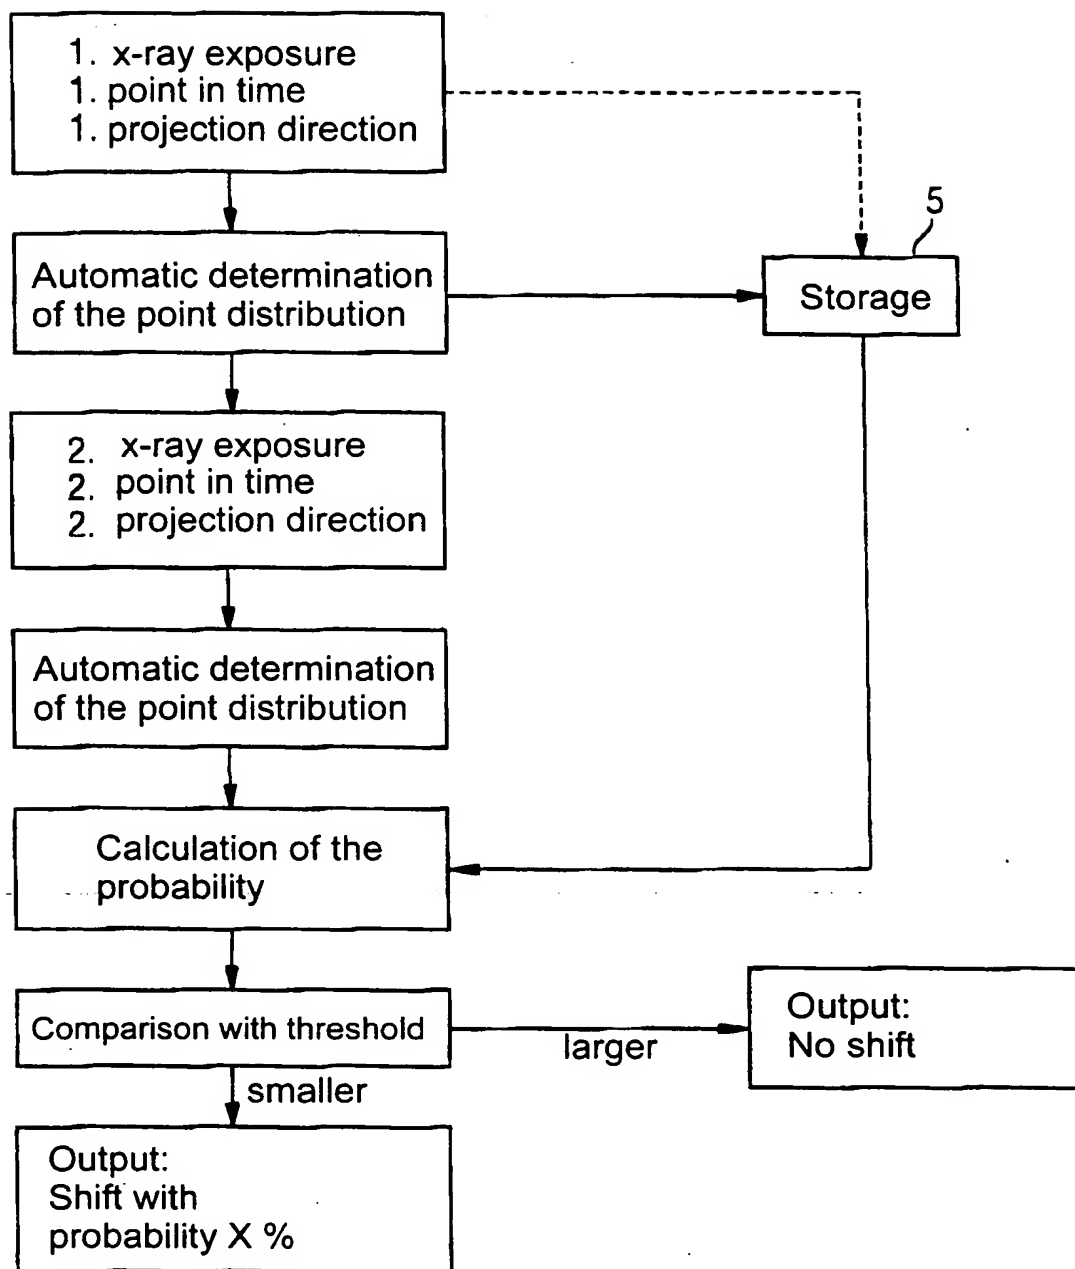 1. x-ray exposure
1. point in time
1. projection direction
5
Automatic determination
of the point distribution
Storage
2. x-ray exposure
2. point in time
2. projection direction
Automatic determination
of the point distribution
Calculation of the
probability
Comparison with threshold
larger
Output:
No shift
smaller
Output:
Shift with
probability X %